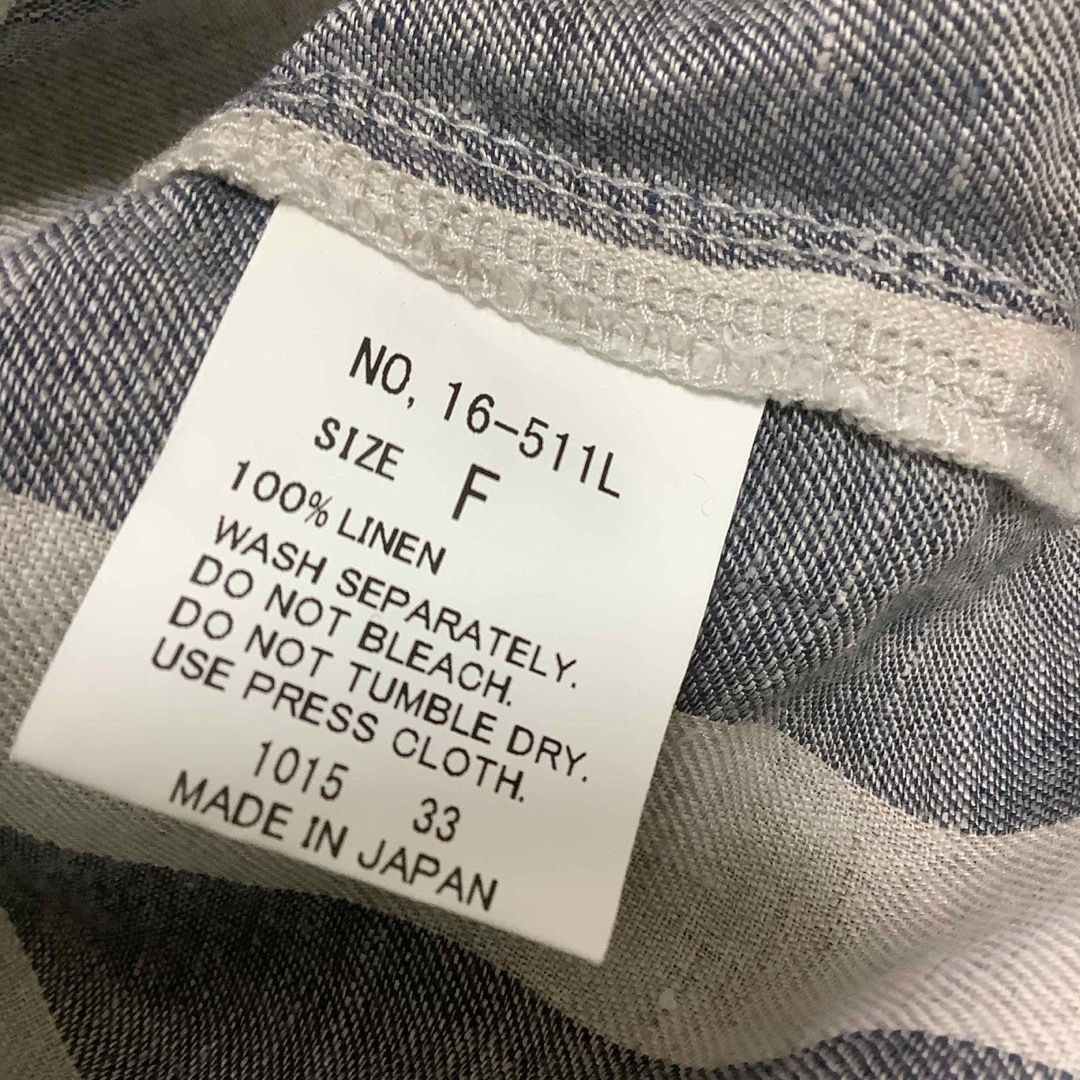 NO, 16-511L
SIZE F
100% LINEN
WASH SEPARATELY.
DO NOT BLEACH.
DO NOT TUMBLE DRY.
USE PRESS CLOTH.
1015 33
MADE IN JAPAN